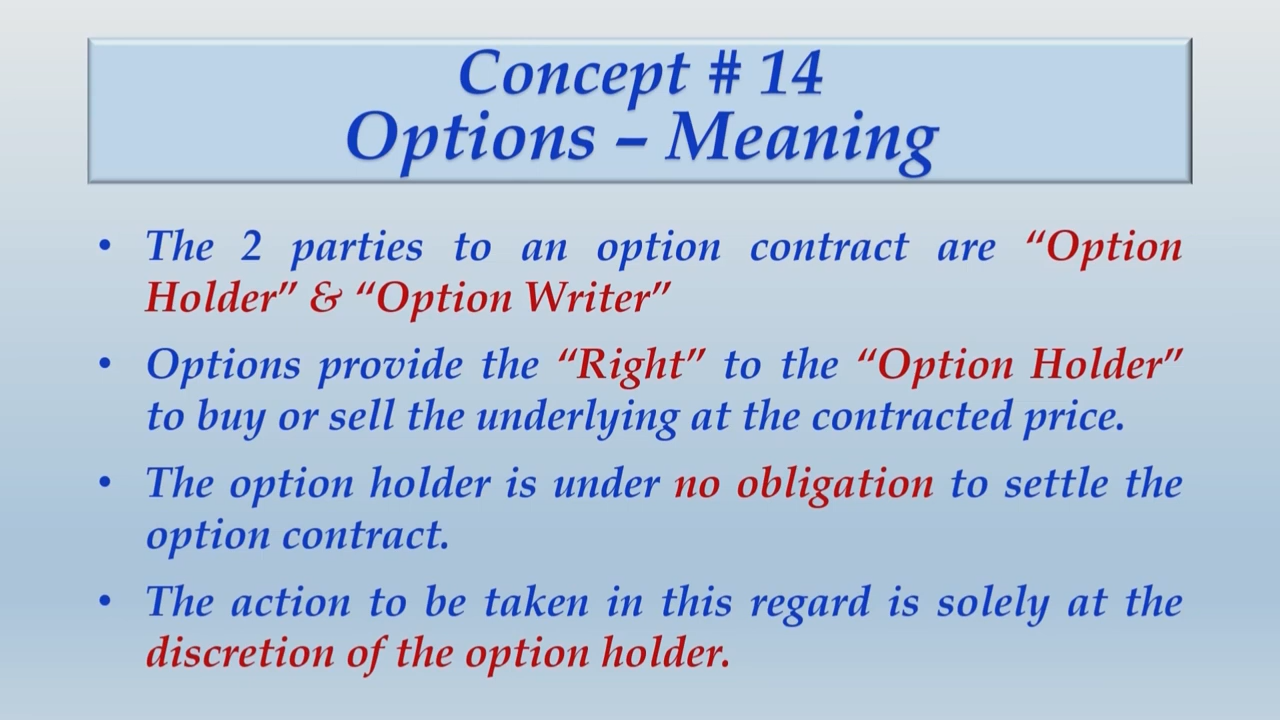 Concept # 14
Options – Meaning
• The 2 parties to an option contract are “Option
Holder” & “Option Writer”
• Options provide the “Right” to the “Option Holder”
to buy or sell the underlying at the contracted price.
• The option holder is under no obligation to settle the
option contract.
• The action to be taken in this regard is solely at the
discretion of the option holder.